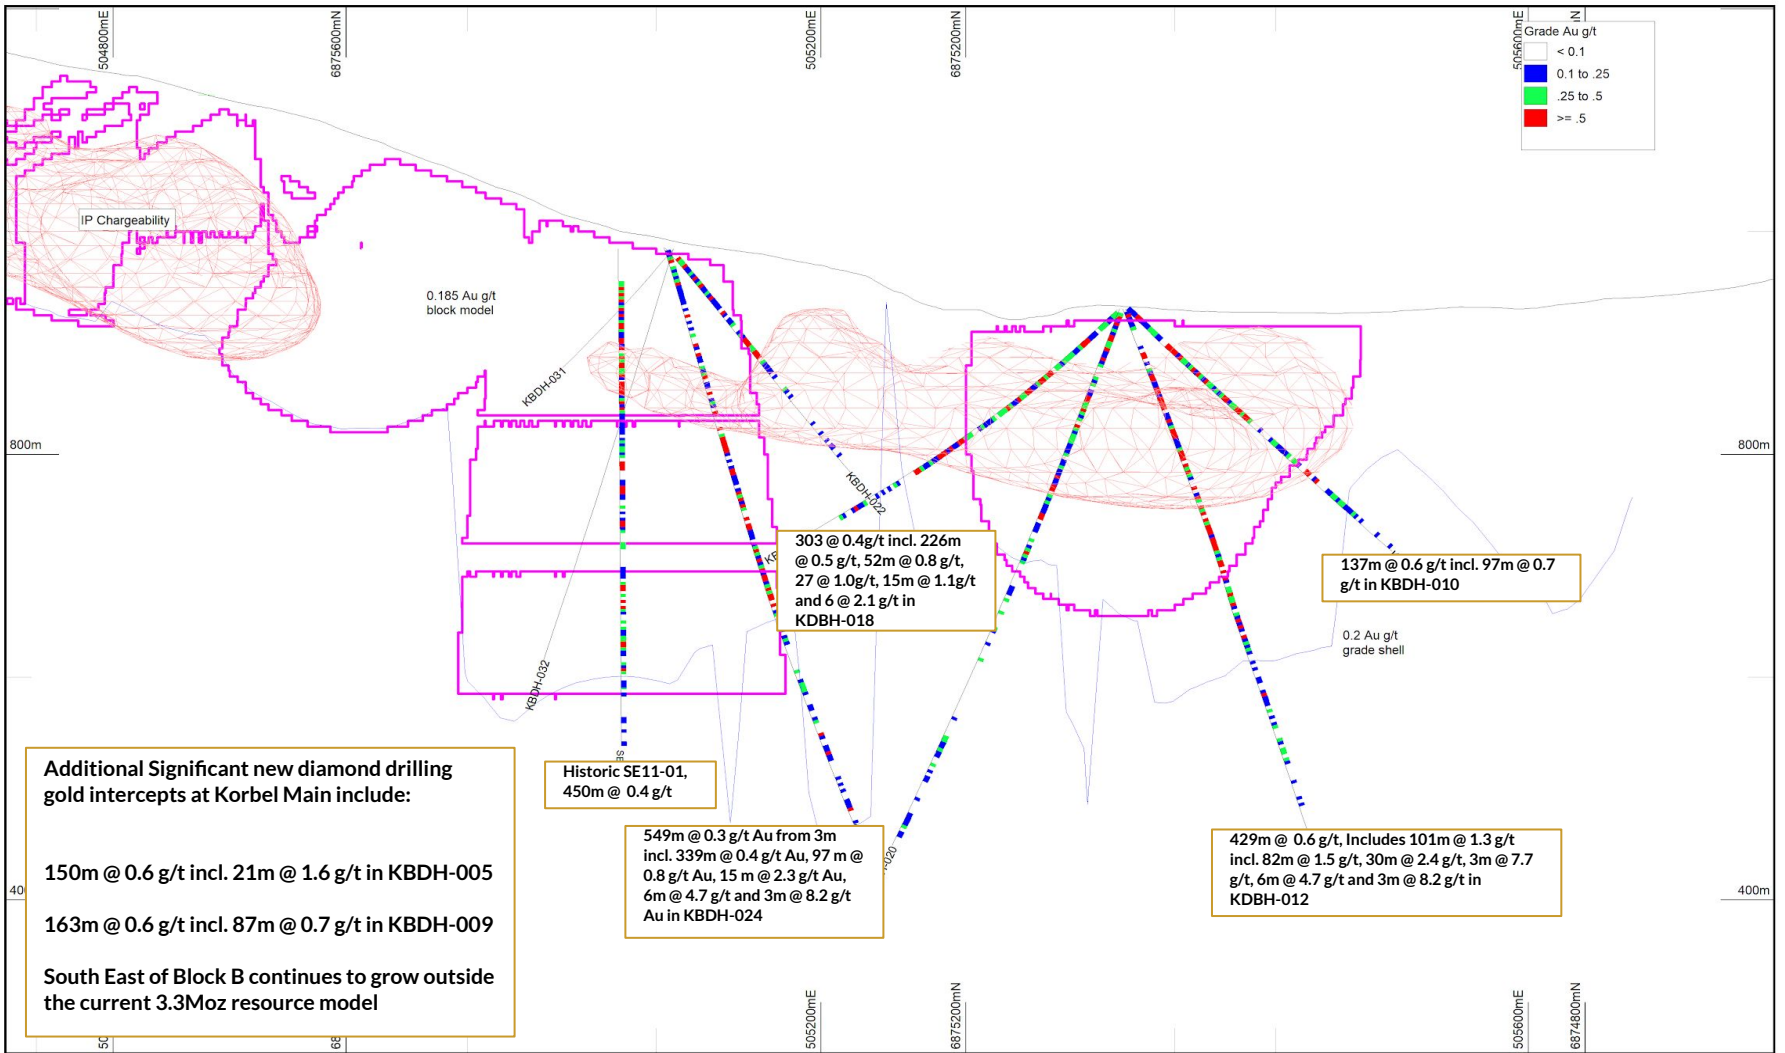 504800mE
6875600mN
505200mE
6875200mN
505600mE
Grade Au g/t
< 0.1
0.1 to .25
.25 to .5
>= .5
IP Chargeability
0.185 Au g/t
block model
KBDH-031
KBDH-022
KBDH-032
800m
800m
303 @ 0.4g/t incl. 226m
@ 0.5 g/t, 52m @ 0.8 g/t,
27 @ 1.0g/t, 15m @ 1.1g/t
and 6 @ 2.1 g/t in
KDBH-018
137m @ 0.6 g/t incl. 97m @ 0.7
g/t in KBDH-010
0.2 Au g/t
grade shell
Historic SE11-01,
450m @ 0.4 g/t
549m @ 0.3 g/t Au from 3m
incl. 339m @ 0.4 g/t Au, 97 m @
0.8 g/t Au, 15 m @ 2.3 g/t Au,
6m @ 4.7 g/t and 3m @ 8.2 g/t
Au in KBDH-024
429m @ 0.6 g/t, Includes 101m @ 1.3 g/t
incl. 82m @ 1.5 g/t, 30m @ 2.4 g/t, 3m @ 7.7
g/t, 6m @ 4.7 g/t and 3m @ 8.2 g/t in
KDBH-012
Additional Significant new diamond drilling
gold intercepts at Korbel Main include:
150m @ 0.6 g/t incl. 21m @ 1.6 g/t in KBDH-005
163m @ 0.6 g/t incl. 87m @ 0.7 g/t in KBDH-009
South East of Block B continues to grow outside
the current 3.3Moz resource model
400m
505200mE
6875200mN
505600mE
6874800mN